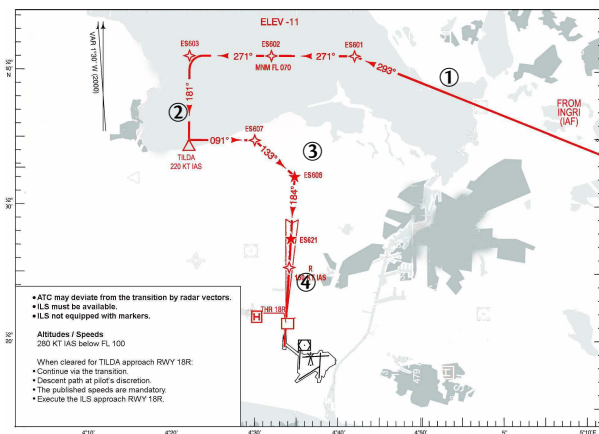 ELEV -11
ES603
ES602
ES601
271°
271°
MNM FL 070
293°
①
VAR 1°30' W (2000)
FROM
INGRI
(IAF)
181°
②
091°
ES607
TILDA
220 KT IAS
133°
③
ES608
184°
ES621
R
④
KT IAS
THR 18R
H
• ATC may deviate from the transition by radar vectors.
• ILS must be available.
• ILS not equipped with markers.
Altitudes / Speeds
280 KT IAS below FL 100
When cleared for TILDA approach RWY 18R:
• Continue via the transition.
• Descent path at pilot's discretion.
• The published speeds are mandatory.
• Execute the ILS approach RWY 18R.
479
H
4°20'
4°30'
4°40'
4°50'
5°
5°10'E